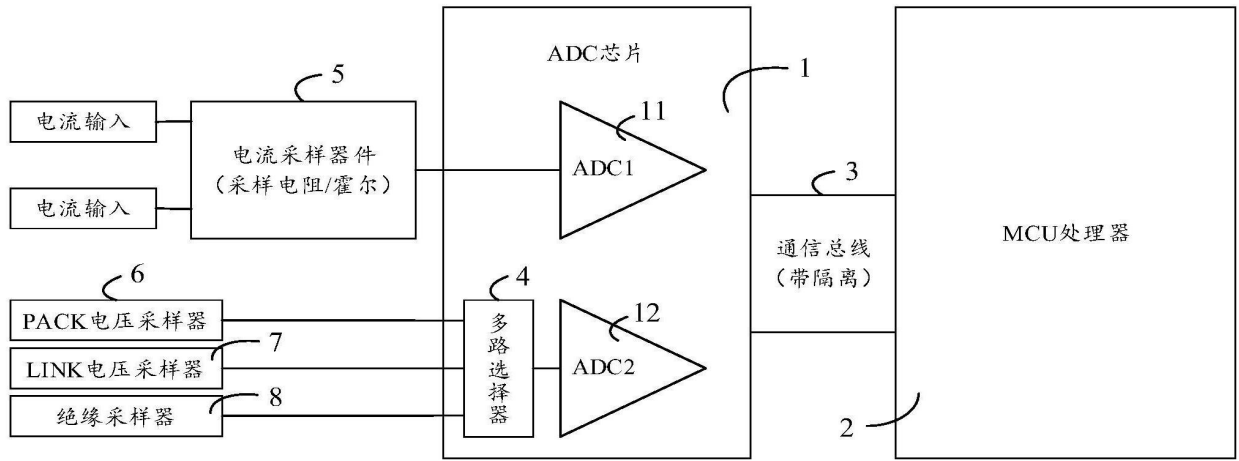 ADC芯片
1
5
电流输入
电流采样器件
(采样电阻/霍尔)
电流输入
11
ADC1
3
通信总线
(带隔离)
MCU处理器
6
PACK电压采样器
7
LINK电压采样器
8
绝缘采样器
4
多路选择器
12
ADC2
2